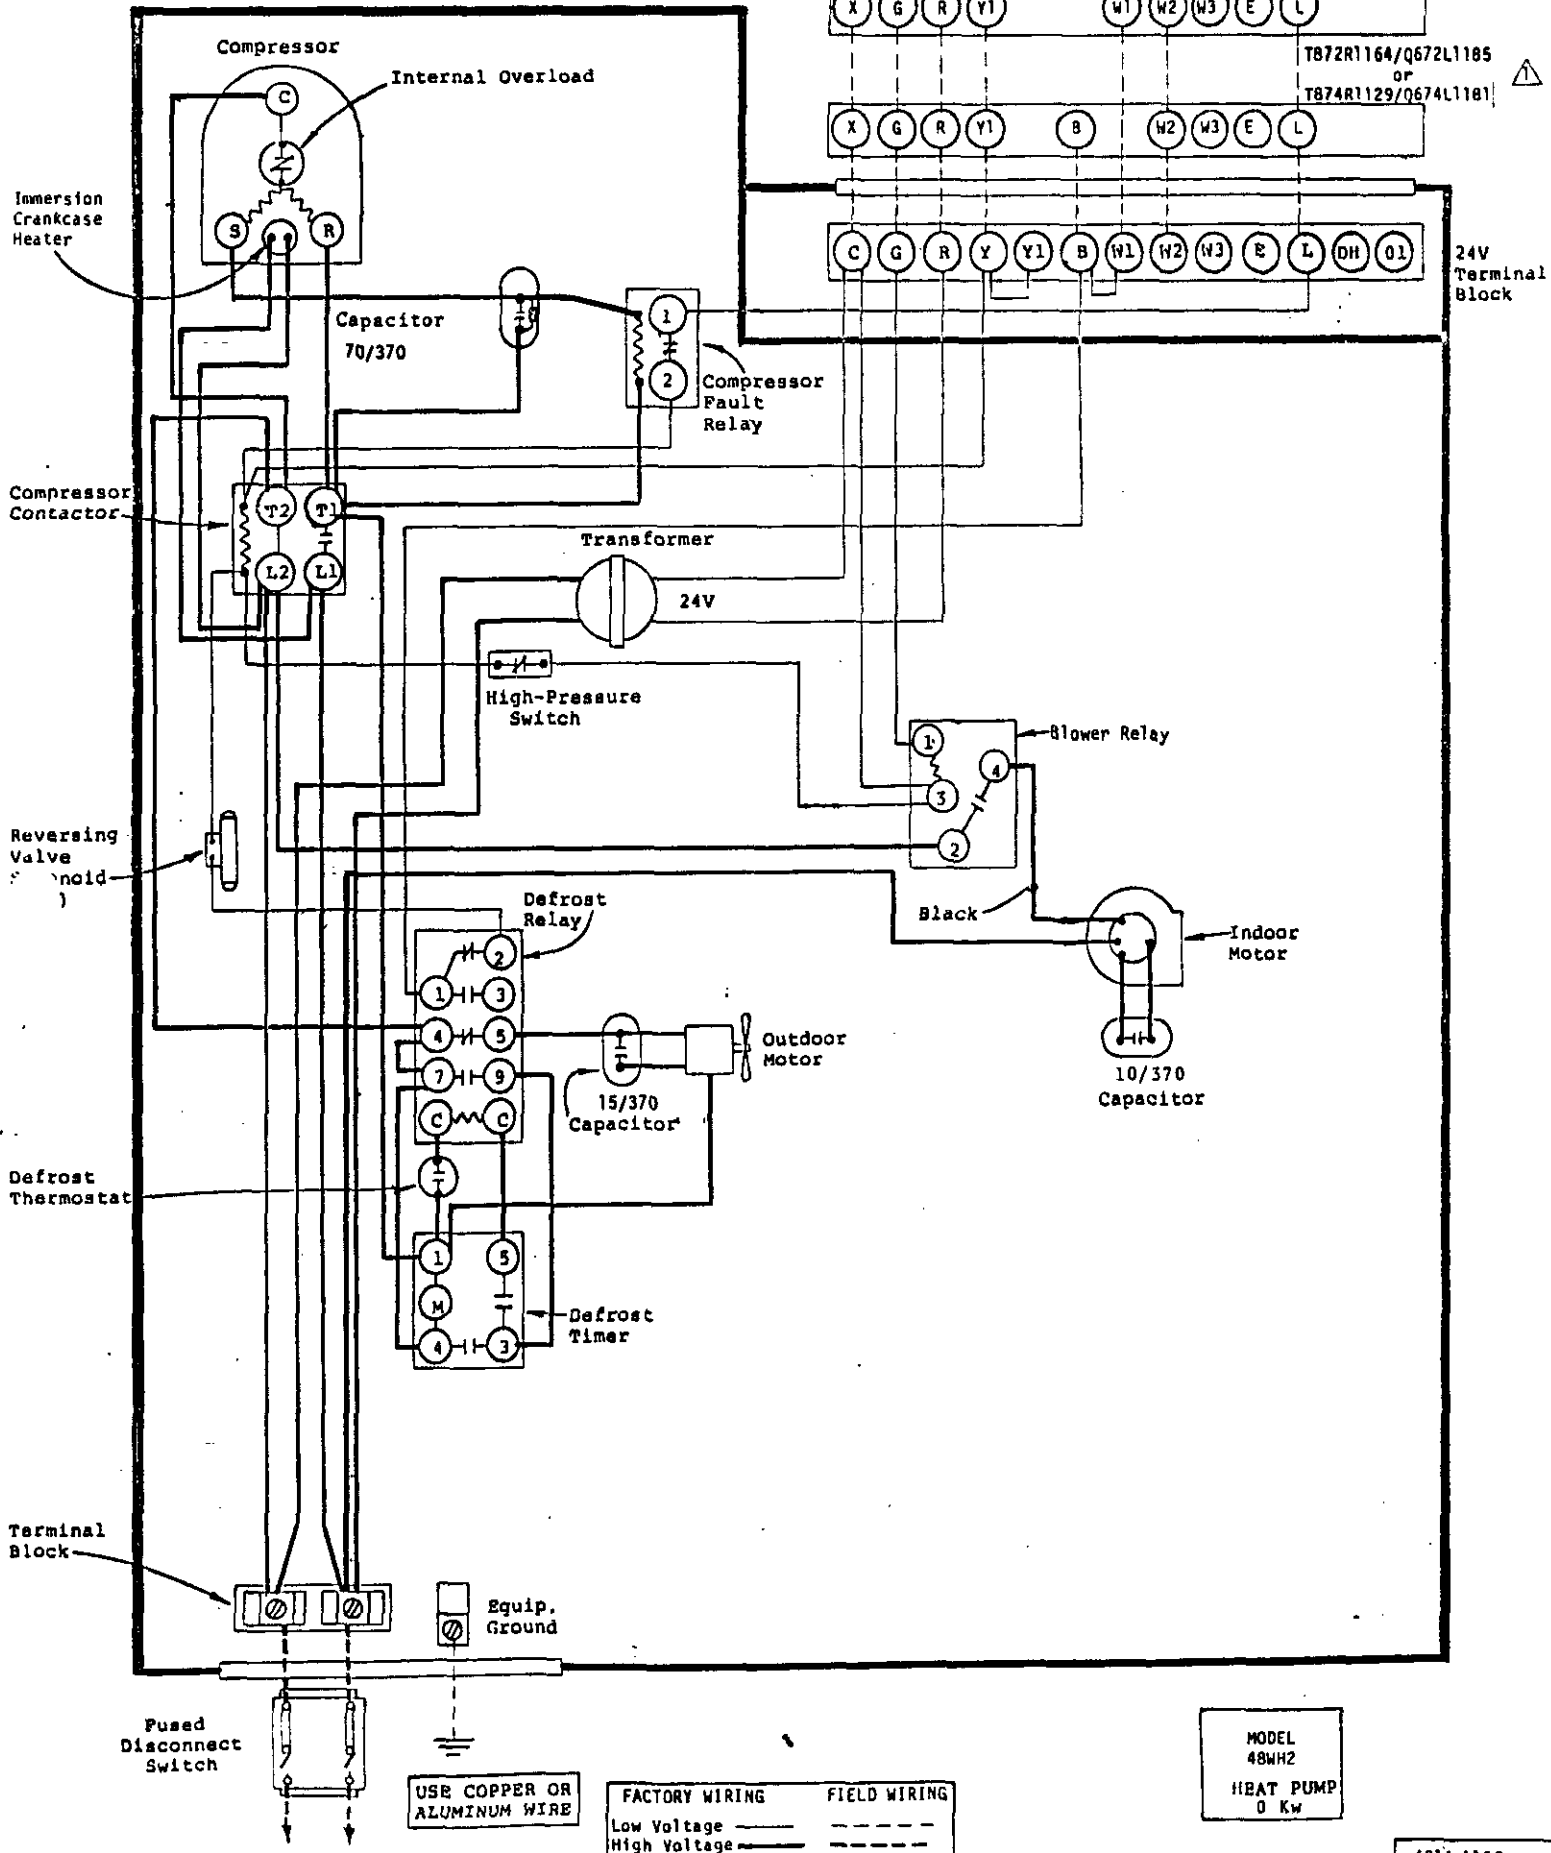 X G R Y1 W1 W2 W3 E L
T872R1164/Q672L1185
or
T874R1129/Q674L1181
1
X G R Y1 B W2 W3 E L
C G R Y Y1 B W1 W2 W3 E L DH O1
24V
Terminal
Block
Compressor
Internal Overload
C
S R
Immersion
Crankcase
Heater
Capacitor
70/370
1
2
Compressor
Fault
Relay
Compressor
Contactor
T2 T1
L2 L1
Transformer
24V
High-Pressure
Switch
Blower Relay
1
4
3
2
Reversing
Valve
)
Black
Indoor
Motor
10/370
Capacitor
Defrost
Relay
2
1 3
4 5
7 9
C C
Outdoor
Motor
15/370
Capacitor
Defrost
Thermostat
1 5
M
4 3
Defrost
Timer
Terminal
Block
Equip.
Ground
Fused
Disconnect
Switch
USE COPPER OR
ALUMINUM WIRE
FACTORY WIRING FIELD WIRING
Low Voltage
High Voltage
MODEL
48WH2
HEAT PUMP
0 Kw